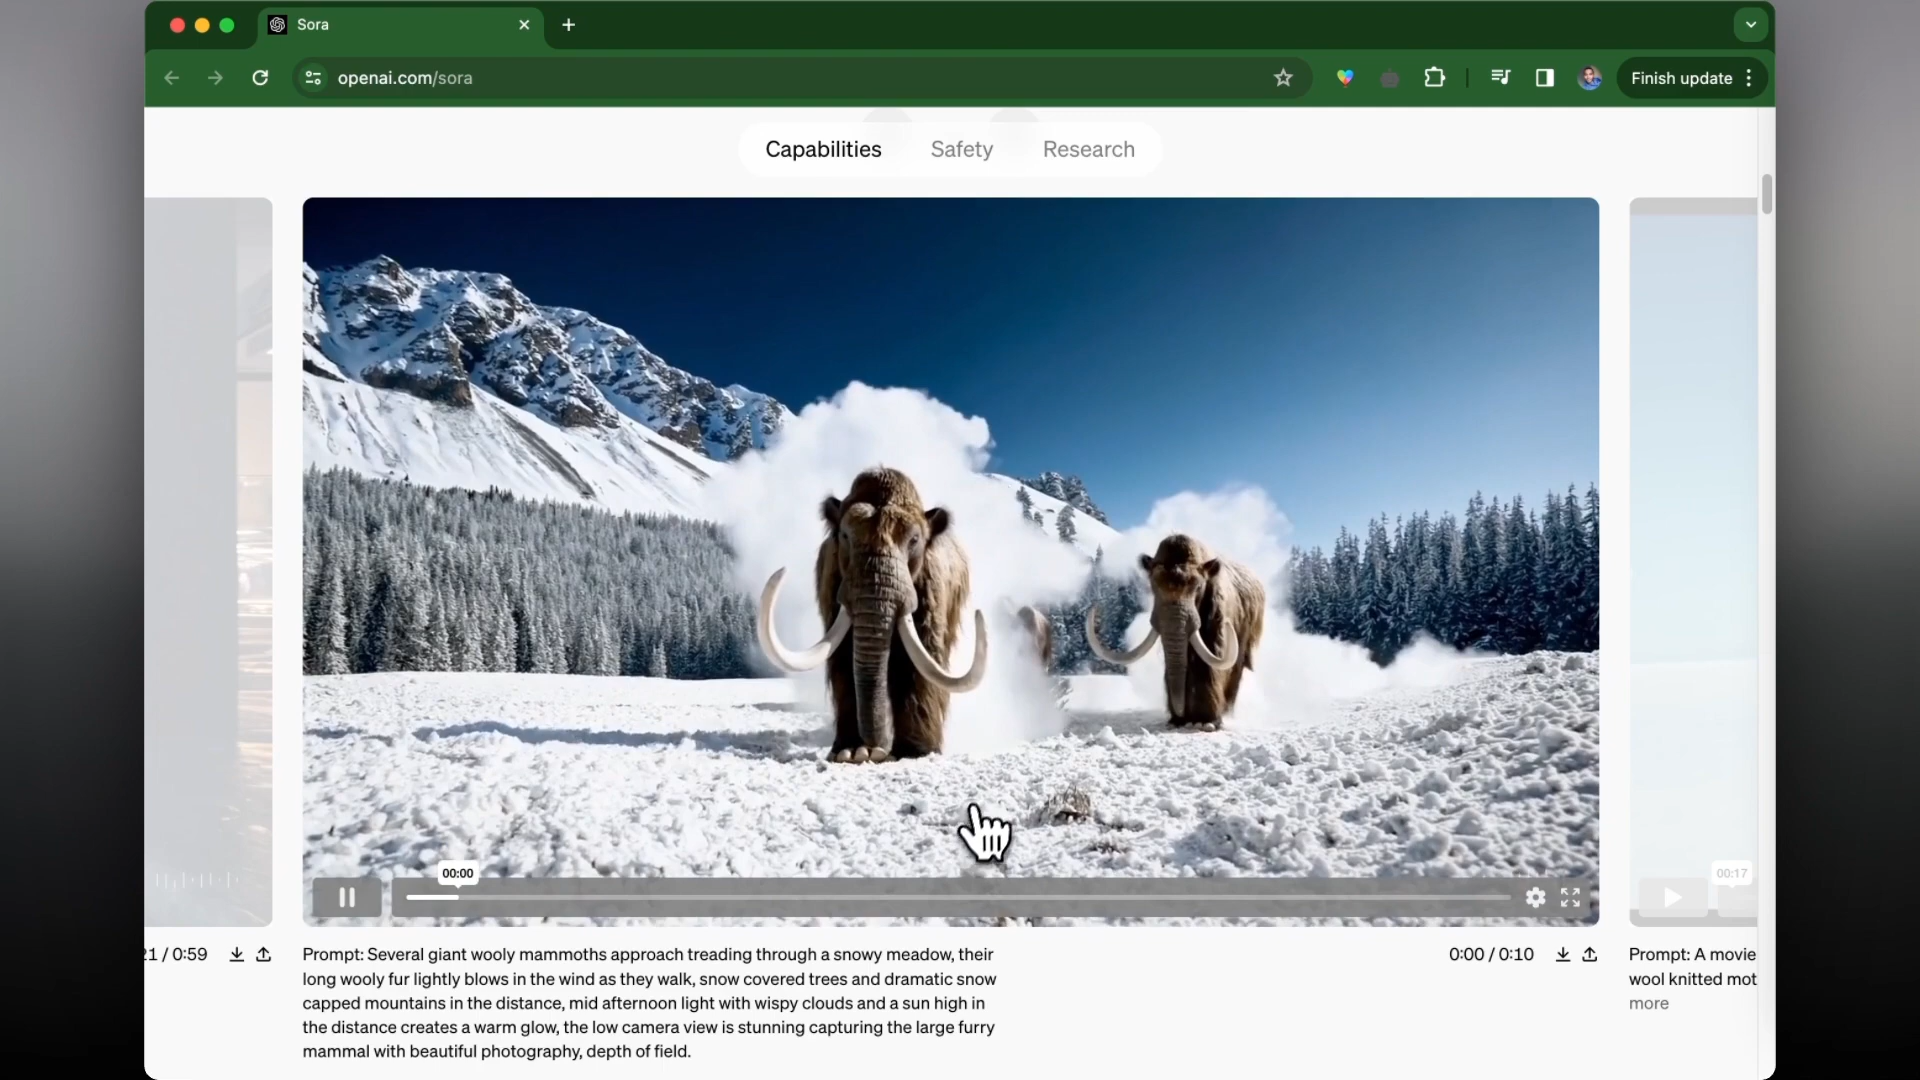 Sora
openai.com/sora
Finish update
Capabilities
Safety
Research
00:00
00:17
21 / 0:59
Prompt: Several giant wooly mammoths approach treading through a snowy meadow, their
long wooly fur lightly blows in the wind as they walk, snow covered trees and dramatic snow
capped mountains in the distance, mid afternoon light with wispy clouds and a sun high in
the distance creates a warm glow, the low camera view is stunning capturing the large furry
mammal with beautiful photography, depth of field.
0:00 / 0:10
Prompt: A movie
wool knitted mot
more